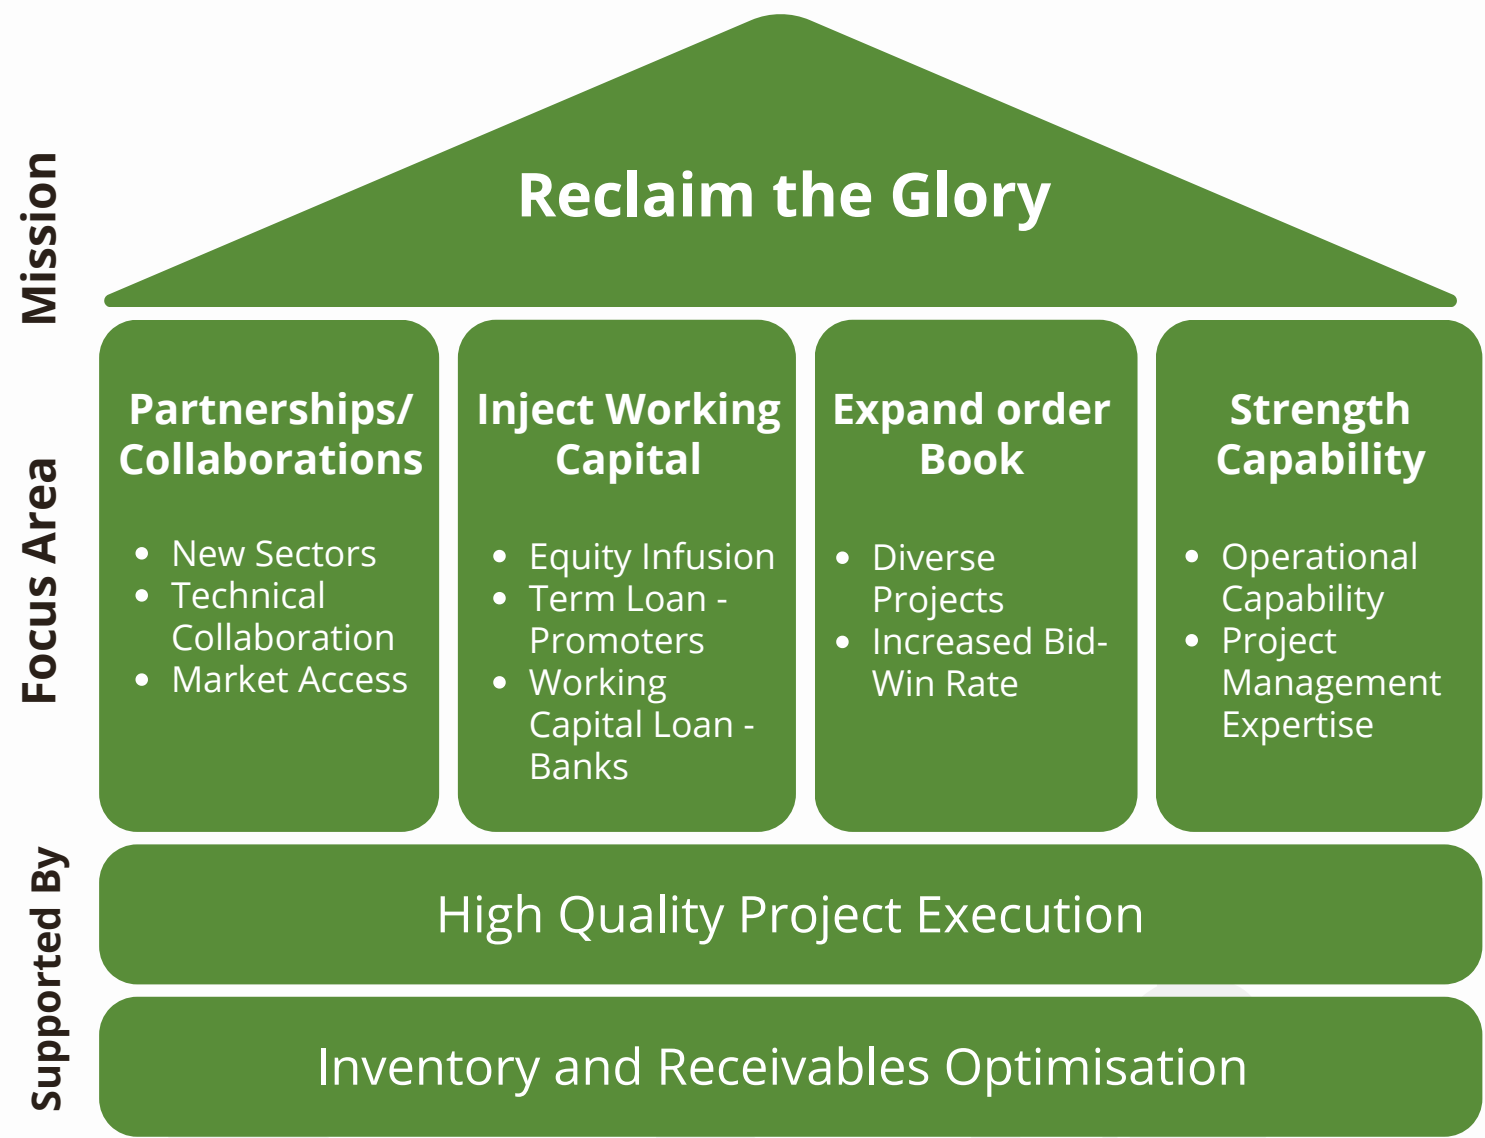 Mission
Reclaim the Glory
Focus Area
Partnerships/
Collaborations
• New Sectors
• Technical
Collaboration
• Market Access
Inject Working
Capital
• Equity Infusion
• Term Loan -
Promoters
• Working
Capital Loan -
Banks
Expand order
Book
• Diverse
Projects
• Increased Bid-
Win Rate
Strength
Capability
• Operational
Capability
• Project
Management
Expertise
Supported By
High Quality Project Execution
Inventory and Receivables Optimisation